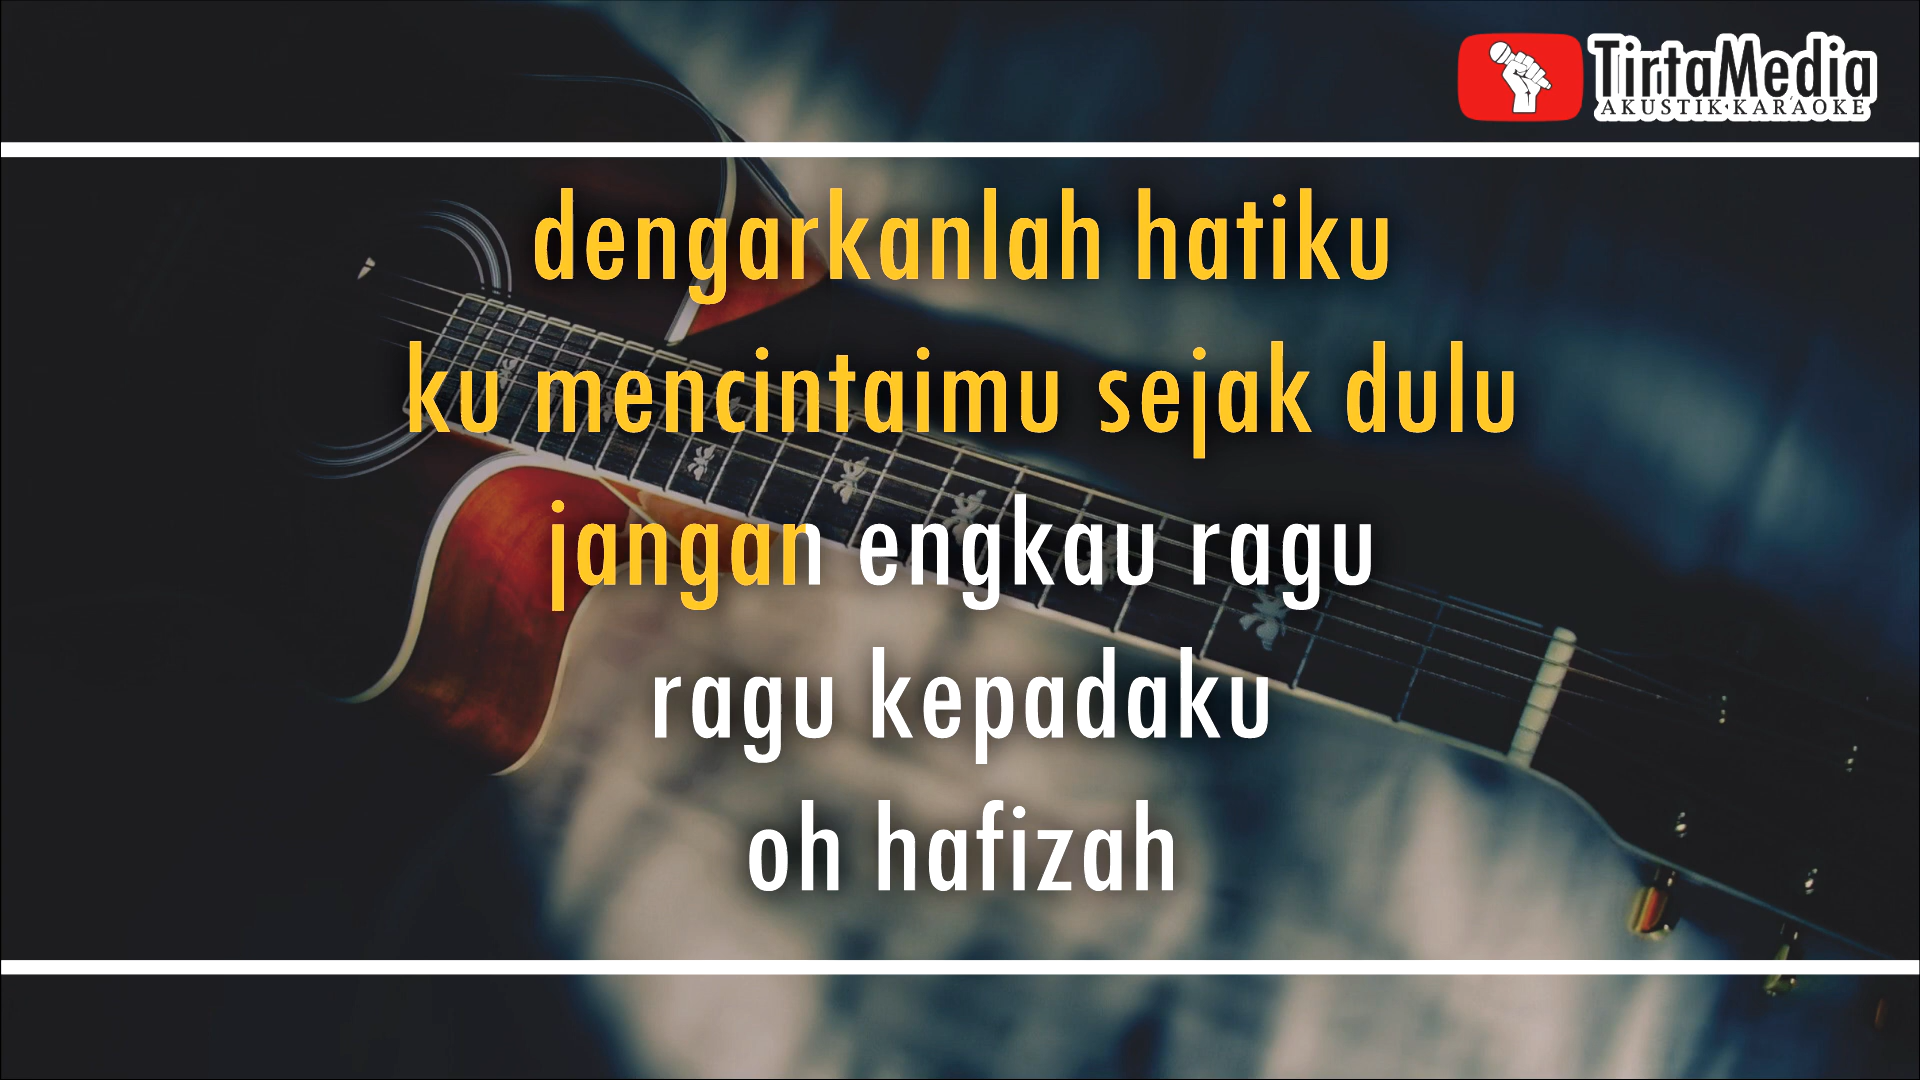 TirtaMedia
AKUSTIK KARAOKE
dengarkanlah hatiku
ku mencintaimu sejak dulu
jangan engkau ragu
ragu kepadaku
oh hafizah